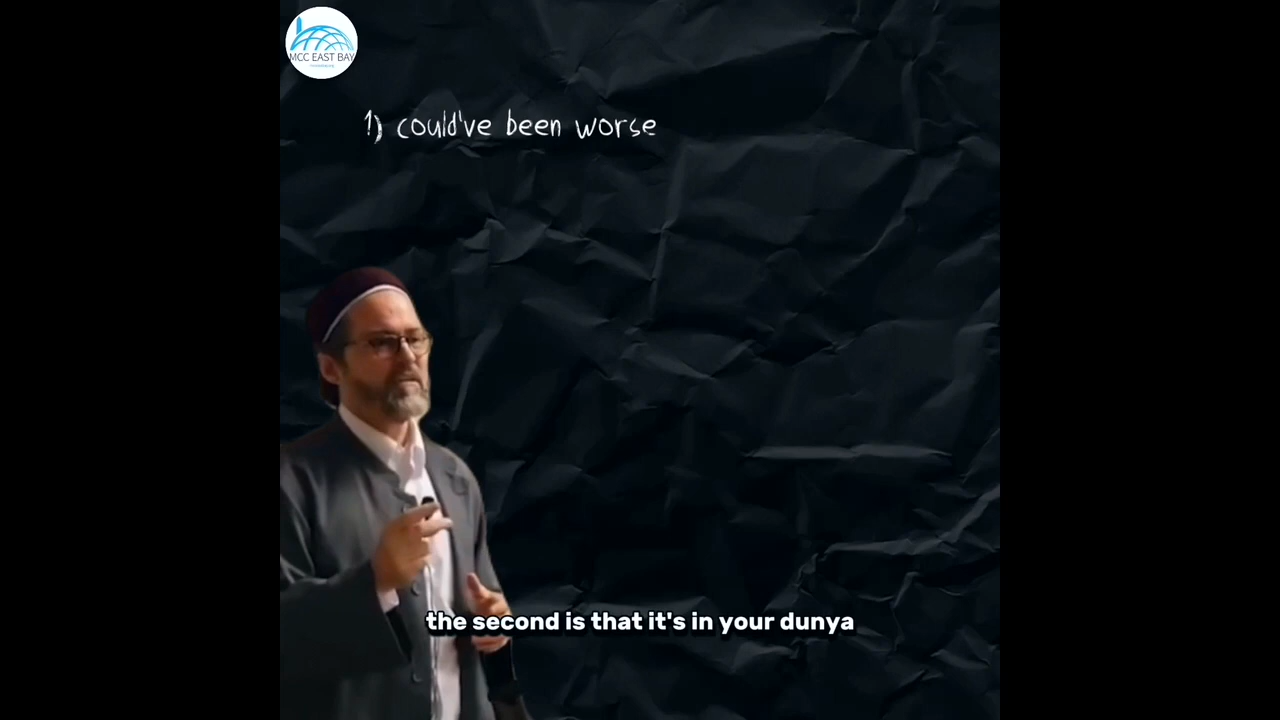 MCC EAST BAY
1) could've been worse
the second is that it's in your dunya